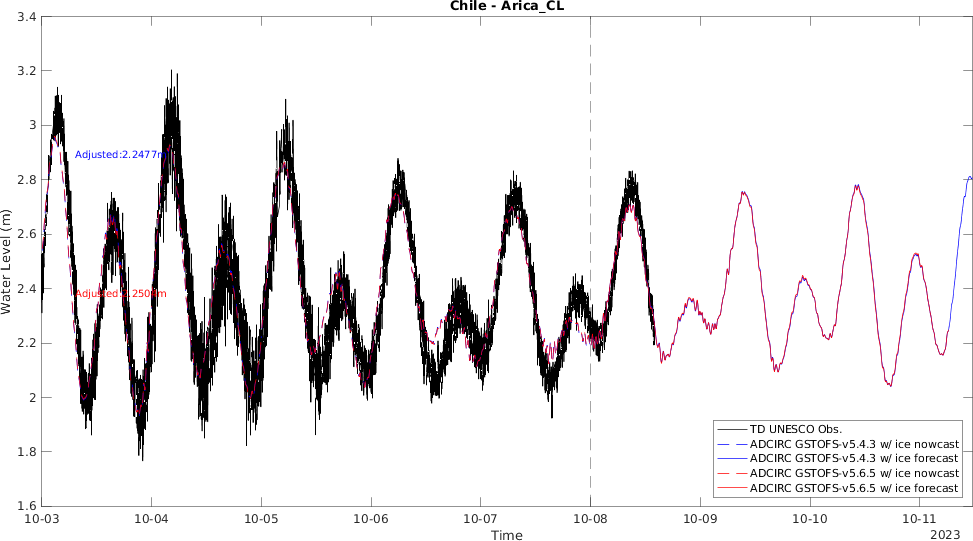 Chile - Arica_CL
3.4
3.2
3
2.8
2.6
2.4
2.2
2
1.8
1.6
Water Level (m)
Adjusted:2.2477m
TD UNESCO Obs.
ADCIRC GSTOFS-v5.4.3 w/ ice nowcast
ADCIRC GSTOFS-v5.4.3 w/ ice forecast
ADCIRC GSTOFS-v5.6.5 w/ ice nowcast
ADCIRC GSTOFS-v5.6.5 w/ ice forecast
10-03
10-04
10-05
10-06
10-07
10-08
10-09
10-10
10-11
Time
2023